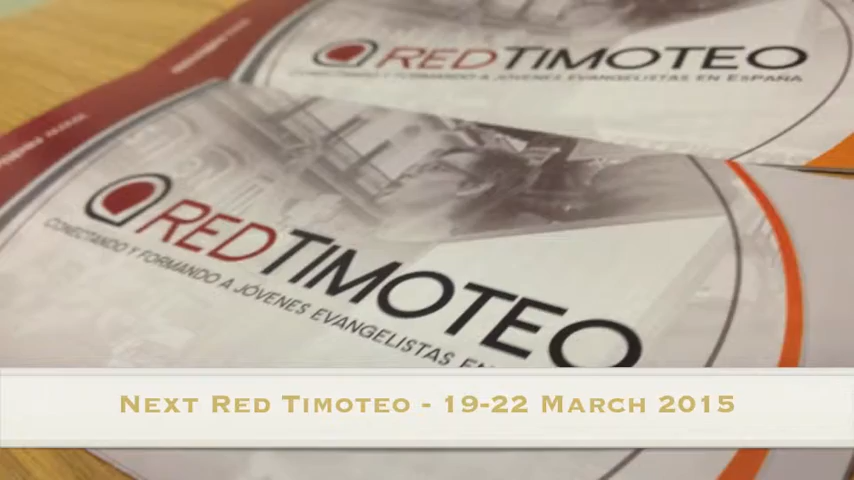 REDTIMOTEO
CONECTANDO Y FORMANDO A JÓVENES EVANGELISTAS EN ESPAÑA
REDTIMOTEO
CONECTANDO Y FORMANDO A JÓVENES EVANGELISTAS EN
NEXT RED TIMOTEO - 19-22 MARCH 2015